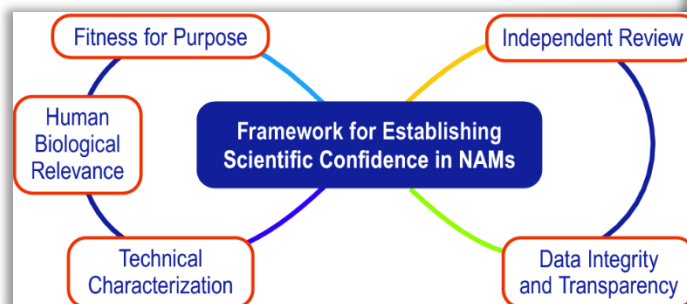 Fitness for Purpose
Independent Review
Human
Biological
Relevance
Framework for Establishing
Scientific Confidence in NAMs
Technical
Characterization
Data Integrity
and Transparency